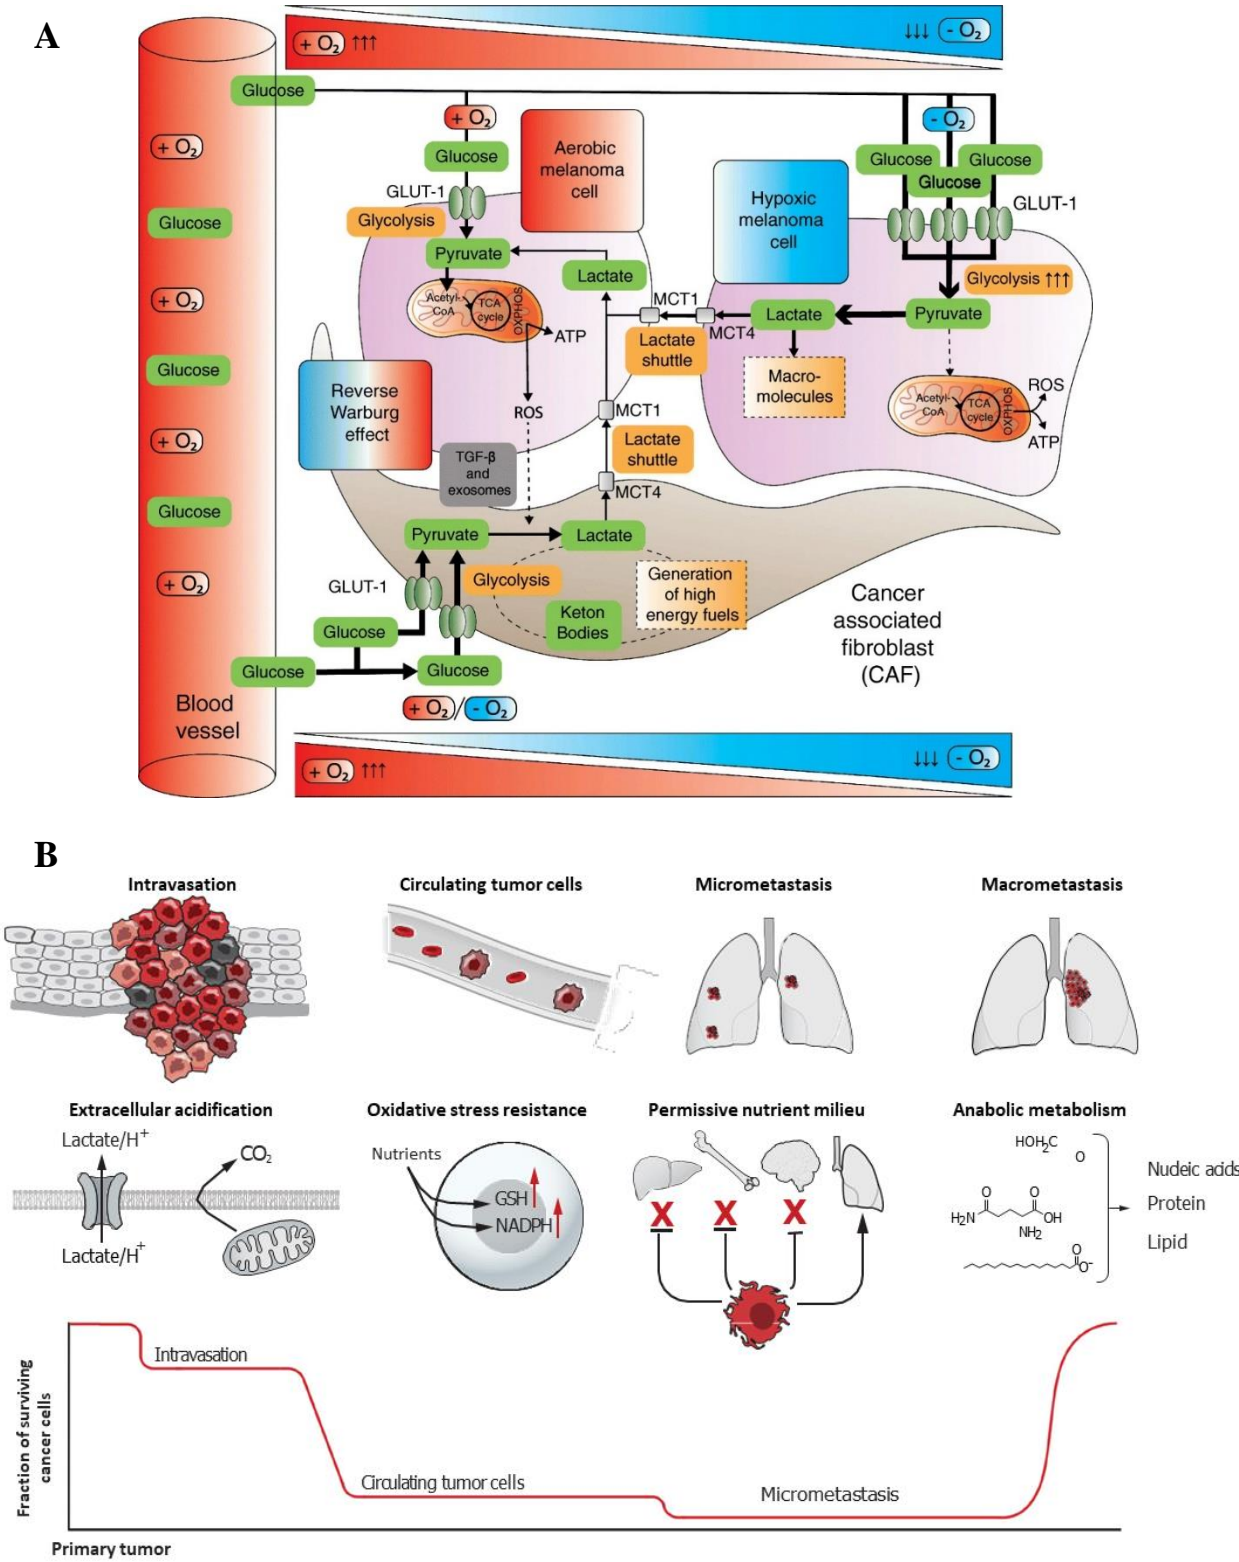 A
+ O₂ ↑↑↑
↓↓↓ - O₂
Glucose
+ O₂
- O₂
+ O₂
Glucose
Aerobic
melanoma
cell
Glucose
Glucose
Glucose
GLUT-1
Hypoxic
melanoma
cell
GLUT-1
Glucose
Glycolysis
Pyruvate
Lactate
Glycolysis ↑↑↑
+ O₂
Acetyl-
CoA
TCA
cycle
OXPHOS
ATP
MCT1
MCT4
Lactate
Pyruvate
Lactate
shuttle
Macro-
molecules
Glucose
Reverse
Warburg
effect
ROS
MCT1
Acetyl-
CoA
TCA
cycle
OXPHOS
ROS
ATP
+ O₂
TGF-β
and
exosomes
Lactate
shuttle
MCT4
Glucose
Pyruvate
Lactate
+ O₂
GLUT-1
Glycolysis
Generation
of high
energy fuels
Keton
Bodies
Cancer
associated
fibroblast
(CAF)
Glucose
Glucose
Glucose
+ O₂ / - O₂
Blood
vessel
+ O₂ ↑↑↑
↓↓↓ - O₂
B
Intravasation
Circulating tumor cells
Micrometastasis
Macrometastasis
Extracellular acidification
Oxidative stress resistance
Permissive nutrient milieu
Anabolic metabolism
Lactate/H⁺
CO₂
Lactate/H⁺
Nutrients
GSH
NADPH
X X X
HOH₂C
O
O
O
H₂N
OH
NH₂
O
O⁻
Nudeic acids
Protein
Lipid
Fraction of surviving
cancer cells
Intravasation
Circulating tumor cells
Micrometastasis
Primary tumor